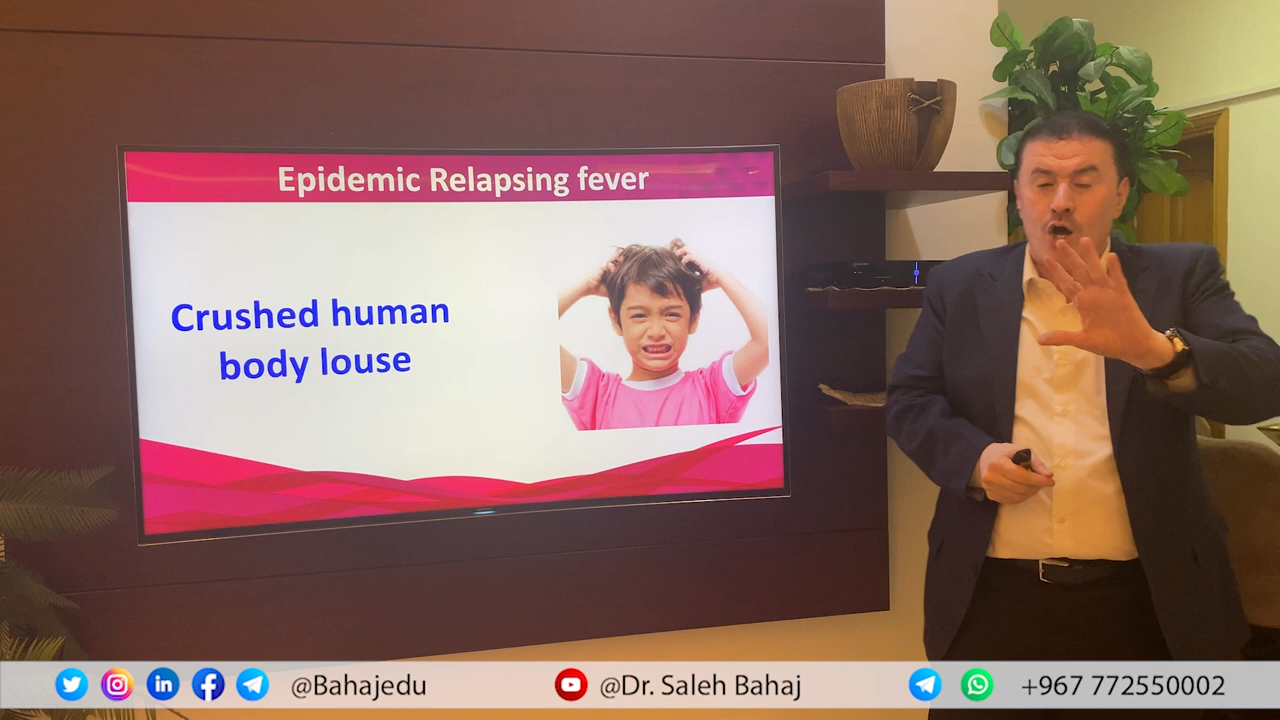 Epidemic Relapsing fever
Crushed human
body louse
@Bahajedu
@Dr. Saleh Bahaj
+967 772550002